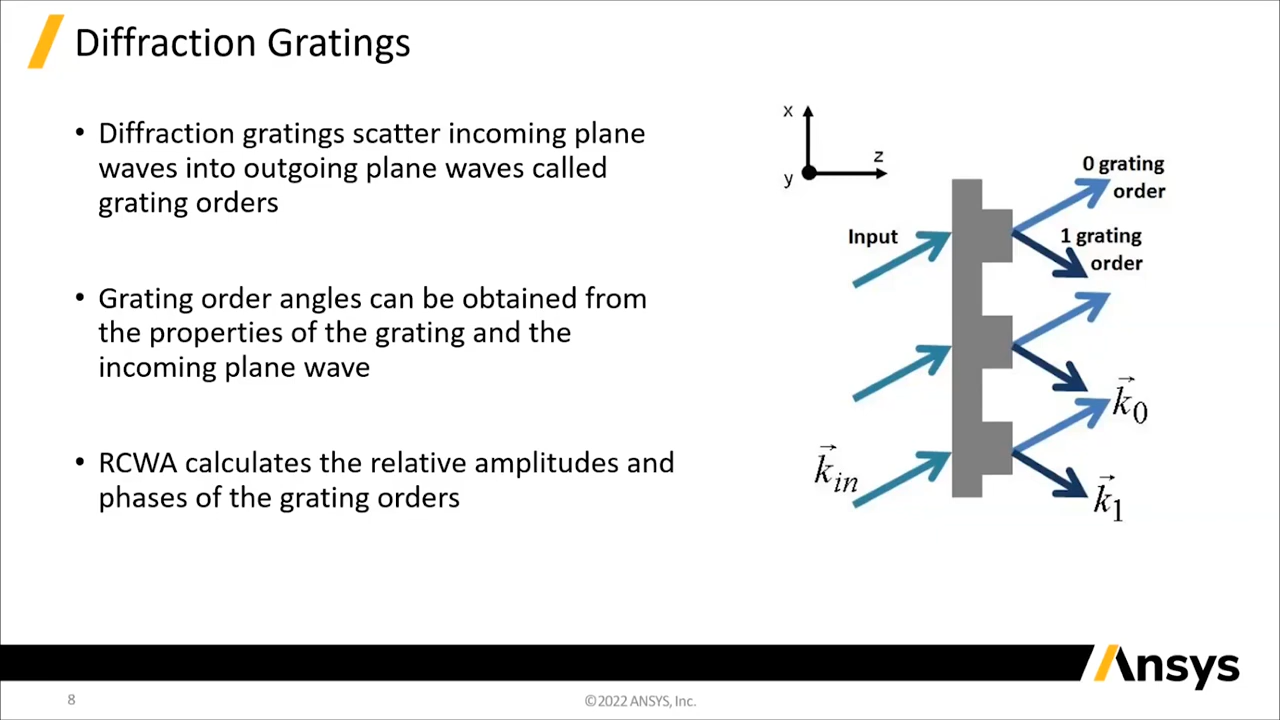 Diffraction Gratings
• Diffraction gratings scatter incoming plane
waves into outgoing plane waves called
grating orders
• Grating order angles can be obtained from
the properties of the grating and the
incoming plane wave
• RCWA calculates the relative amplitudes and
phases of the grating orders
x
z
y
0 grating
order
Input
1 grating
order
k⃗₀
k⃗ᵢₙ
k⃗₁
Ansys
8
©2022 ANSYS, Inc.